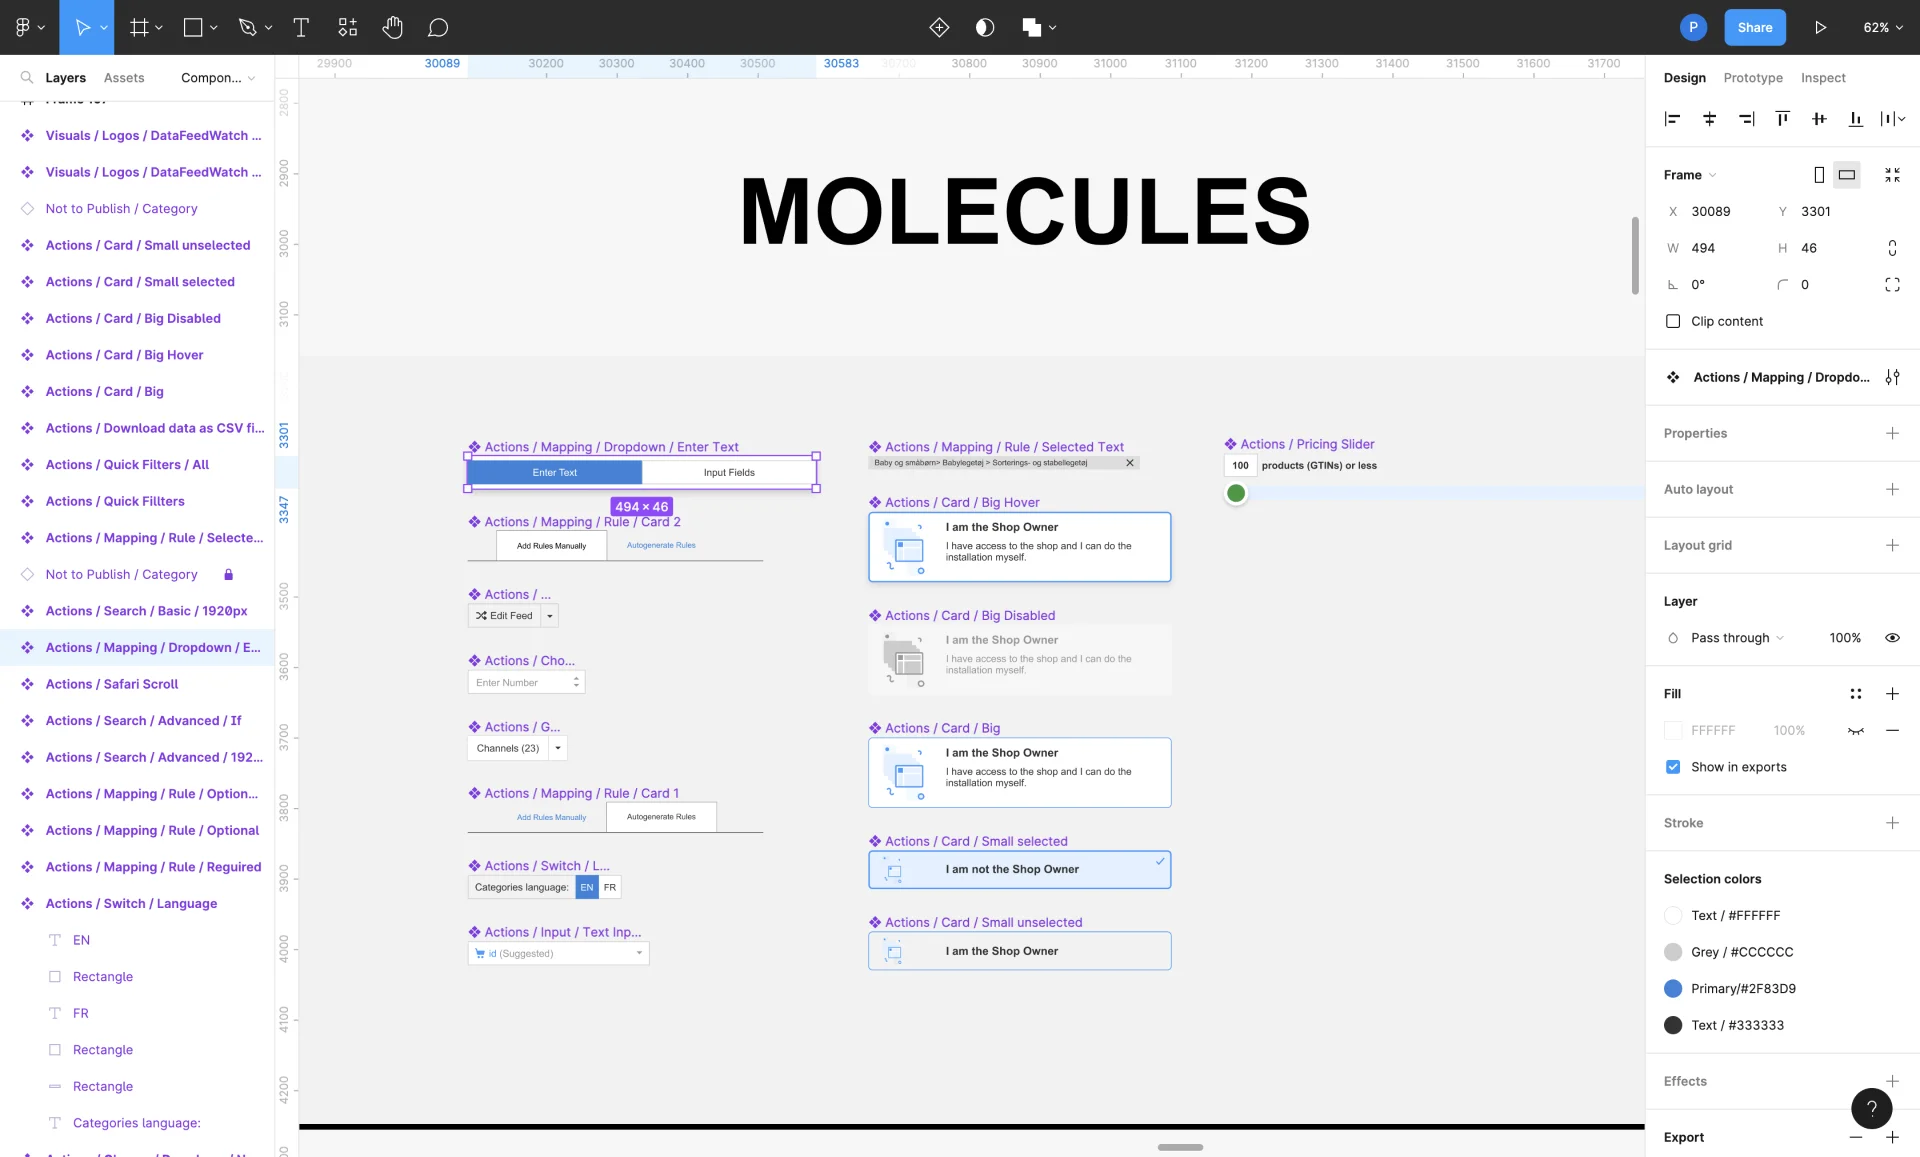 P
Share
62%
Layers
Assets
Compon...
Visuals / Logos / DataFeedWatch ...
Visuals / Logos / DataFeedWatch ...
Not to Publish / Category
Actions / Card / Small unselected
Actions / Card / Small selected
Actions / Card / Big Disabled
Actions / Card / Big Hover
Actions / Card / Big
Actions / Download data as CSV fi...
Actions / Quick Filters / All
Actions / Quick Fillters
Actions / Mapping / Rule / Selecte...
Not to Publish / Category
Actions / Search / Basic / 1920px
Actions / Mapping / Dropdown / E...
Actions / Safari Scroll
Actions / Search / Advanced / If
Actions / Search / Advanced / 192...
Actions / Mapping / Rule / Option...
Actions / Mapping / Rule / Optional
Actions / Mapping / Rule / Reguired
Actions / Switch / Language
EN
Rectangle
FR
Rectangle
Rectangle
Categories language:
29900 30089 30200 30300 30400 30500 30583 30700 30800 30900 31000 31100 31200 31300 31400 31500 31600 31700
2800
2900
3000
3100
3301
3347
3500
3600
3700
3800
3900
4000
4100
4200
MOLECULES
Actions / Mapping / Dropdown / Enter Text
Enter Text
Input Fields
494 × 46
Actions / Mapping / Rule / Card 2
Add Rules Manually
Autogenerate Rules
Actions / ...
Edit Feed
Actions / Cho...
Enter Number
Actions / G...
Channels (23)
Actions / Mapping / Rule / Card 1
Add Rules Manually
Autogenerate Rules
Actions / Switch / L...
Categories language:
EN
FR
Actions / Input / Text Inp...
id (Suggested)
Actions / Mapping / Rule / Selected Text
Baby og småbørn> Babylegetøj > Sorterings- og stabellegetøj
Actions / Card / Big Hover
I am the Shop Owner
I have access to the shop and I can do the
installation myself.
Actions / Card / Big Disabled
I am the Shop Owner
I have access to the shop and I can do the
installation myself.
Actions / Card / Big
I am the Shop Owner
I have access to the shop and I can do the
installation myself.
Actions / Card / Small selected
I am not the Shop Owner
Actions / Card / Small unselected
I am the Shop Owner
Actions / Pricing Slider
100
products (GTINs) or less
Design
Prototype
Inspect
Frame
X 30089
Y 3301
W 494
H 46
0°
0
Clip content
Actions / Mapping / Dropdo...
Properties
Auto layout
Layout grid
Layer
Pass through
100%
Fill
FFFFFF
100%
Show in exports
Stroke
Selection colors
Text / #FFFFFF
Grey / #CCCCCC
Primary/#2F83D9
Text / #333333
Effects
?
Export